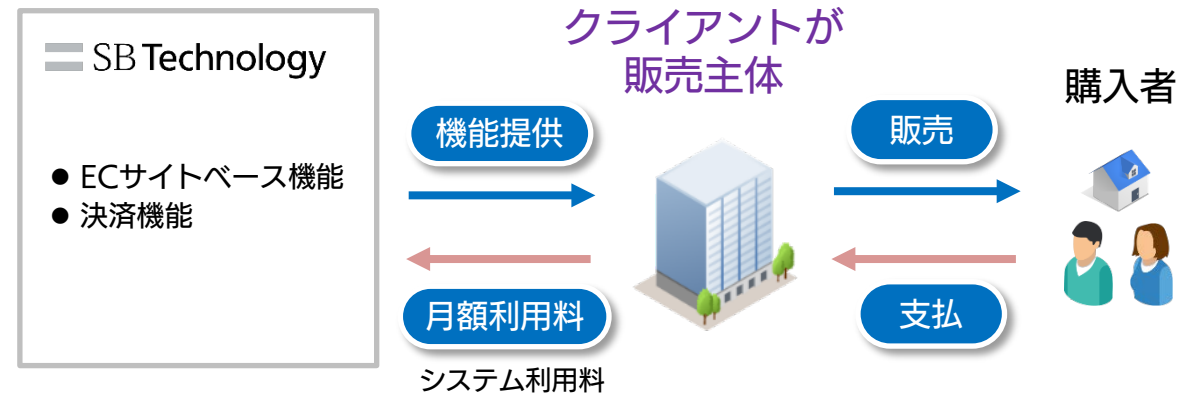 SB Technology
● ECサイトベース機能
● 決済機能
機能提供
月額利用料
システム利用料
クライアントが
販売主体
販売
支払
購入者